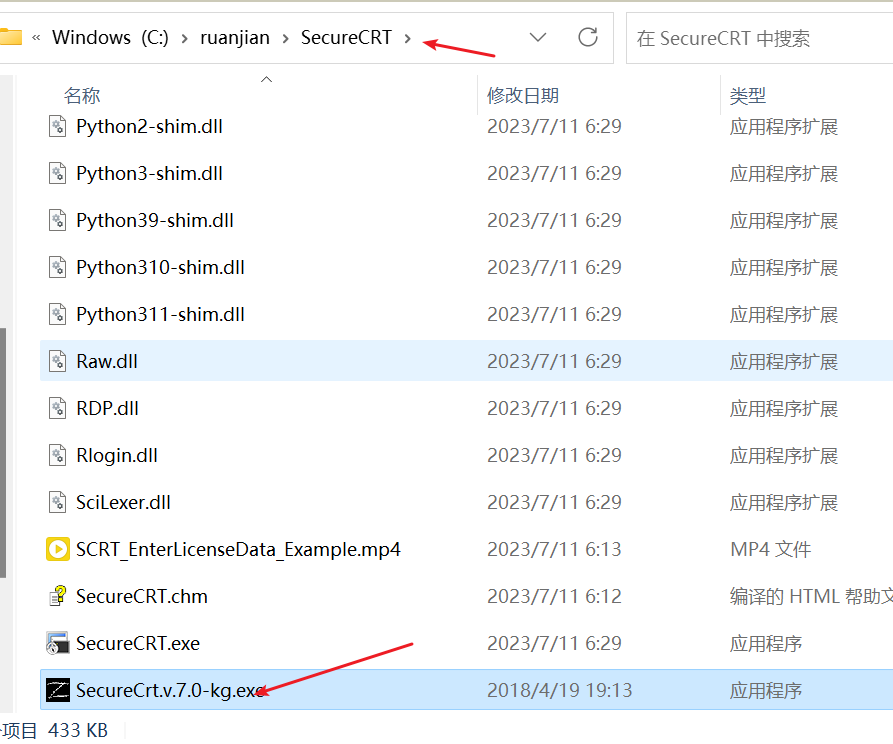 « Windows (C:) › ruanjian › SecureCRT ›
在 SecureCRT 中搜索
名称 修改日期 类型
Python2-shim.dll 2023/7/11 6:29 应用程序扩展
Python3-shim.dll 2023/7/11 6:29 应用程序扩展
Python39-shim.dll 2023/7/11 6:29 应用程序扩展
Python310-shim.dll 2023/7/11 6:29 应用程序扩展
Python311-shim.dll 2023/7/11 6:29 应用程序扩展
Raw.dll 2023/7/11 6:29 应用程序扩展
RDP.dll 2023/7/11 6:29 应用程序扩展
Rlogin.dll 2023/7/11 6:29 应用程序扩展
SciLexer.dll 2023/7/11 6:29 应用程序扩展
SCRT_EnterLicenseData_Example.mp4 2023/7/11 6:13 MP4 文件
SecureCRT.chm 2023/7/11 6:12 编译的 HTML 帮助文
SecureCRT.exe 2023/7/11 6:29 应用程序
SecureCrt.v.7.0-kg.exe 2018/4/19 19:13 应用程序
项目 433 KB